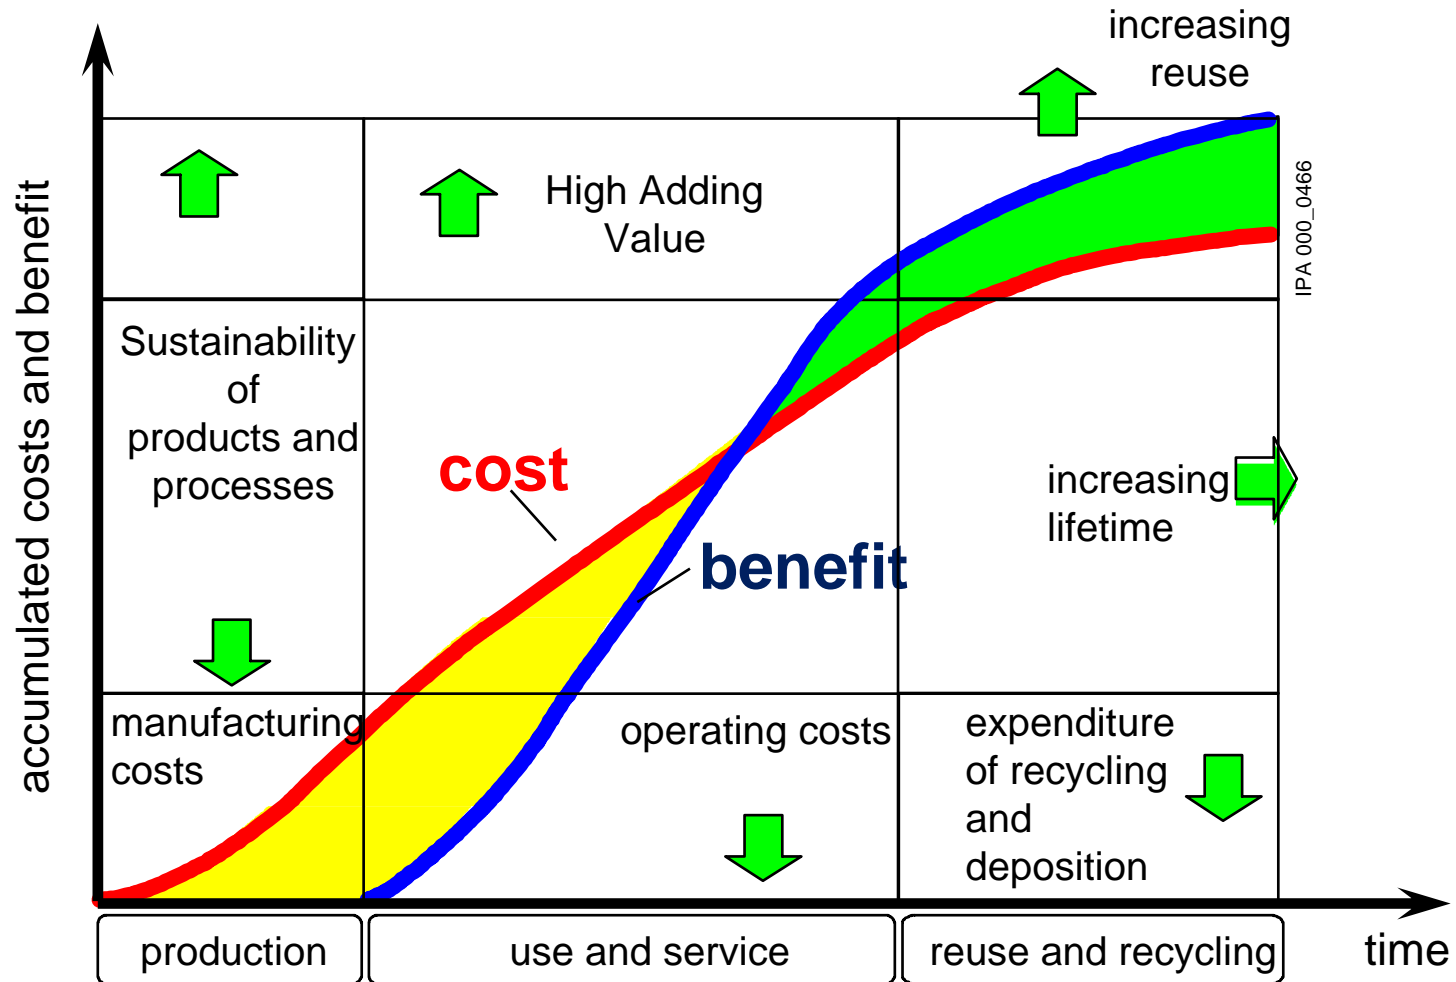 increasing
reuse
accumulated costs and benefit
High Adding
Value
IPA 000_0466
Sustainability
of
products and
processes
cost
increasing
lifetime
benefit
manufacturing
costs
operating costs
expenditure
of recycling
and
deposition
production
use and service
reuse and recycling
time